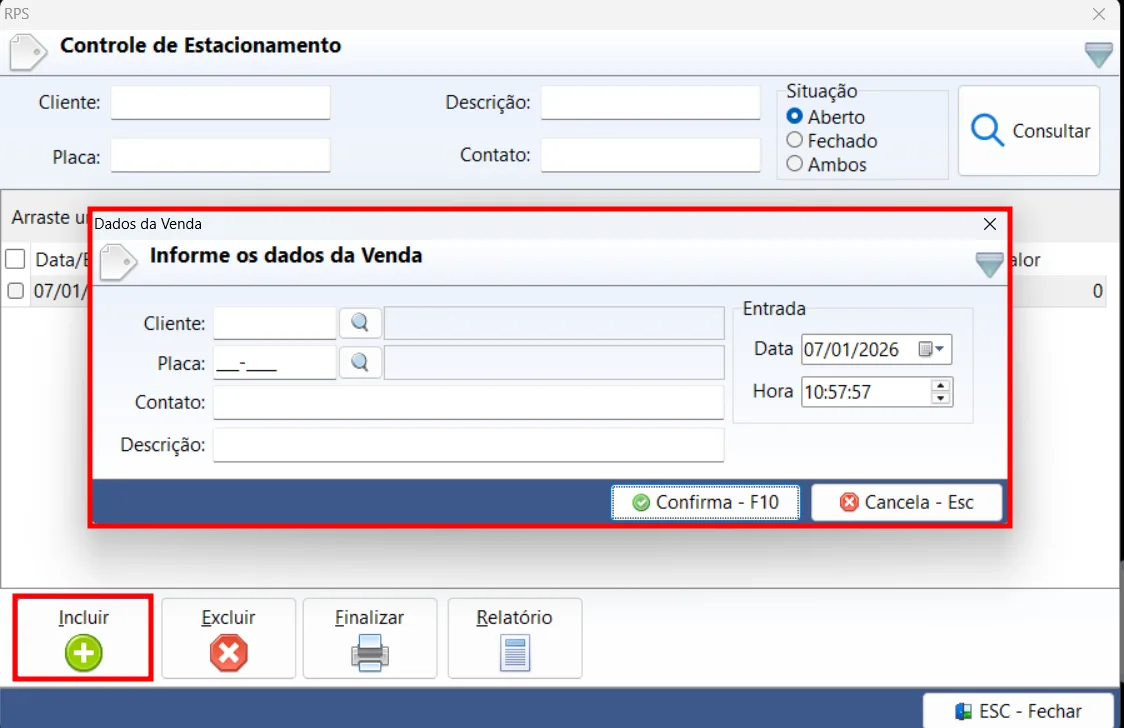 RPS
Controle de Estacionamento
Cliente:
Descrição:
Situação
Aberto
Fechado
Ambos
Consultar
Placa:
Contato:
Arraste
Data/
alor
07/01/
0
Dados da Venda
Informe os dados da Venda
Cliente:
Placa: ___-____
Contato:
Descrição:
Entrada
Data 07/01/2026
Hora 10:57:57
Confirma - F10
Cancela - Esc
Incluir
Excluir
Finalizar
Relatório
ESC - Fechar